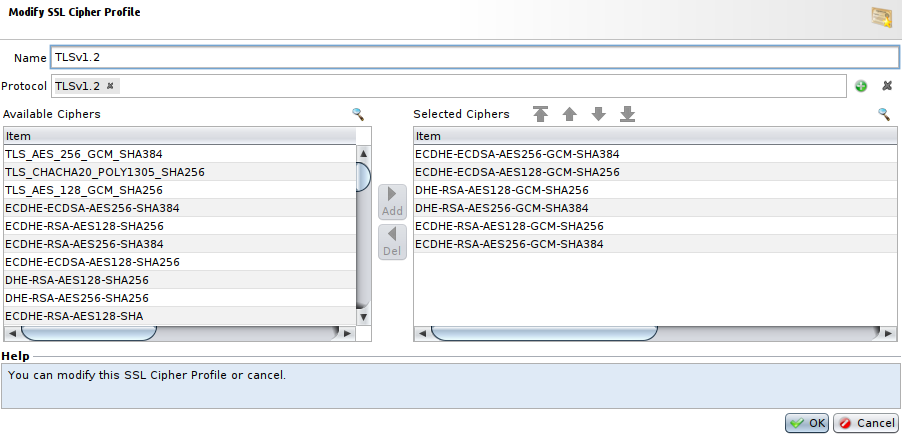 Modify SSL Cipher Profile
Name TLSv1.2
Protocol TLSv1.2
Available Ciphers
Item
TLS_AES_256_GCM_SHA384
TLS_CHACHA20_POLY1305_SHA256
TLS_AES_128_GCM_SHA256
ECDHE-ECDSA-AES256-SHA384
ECDHE-RSA-AES128-SHA256
ECDHE-RSA-AES256-SHA384
ECDHE-ECDSA-AES128-SHA256
DHE-RSA-AES128-SHA256
DHE-RSA-AES256-SHA256
ECDHE-RSA-AES128-SHA
Add
Del
Selected Ciphers
Item
ECDHE-ECDSA-AES256-GCM-SHA384
ECDHE-ECDSA-AES128-GCM-SHA256
DHE-RSA-AES128-GCM-SHA256
DHE-RSA-AES256-GCM-SHA384
ECDHE-RSA-AES128-GCM-SHA256
ECDHE-RSA-AES256-GCM-SHA384
Help
You can modify this SSL Cipher Profile or cancel.
OK Cancel